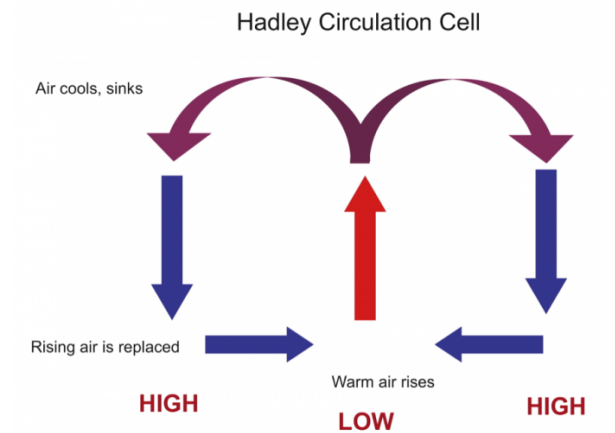 Hadley Circulation Cell
Air cools, sinks
Rising air is replaced
Warm air rises
HIGH
LOW
HIGH